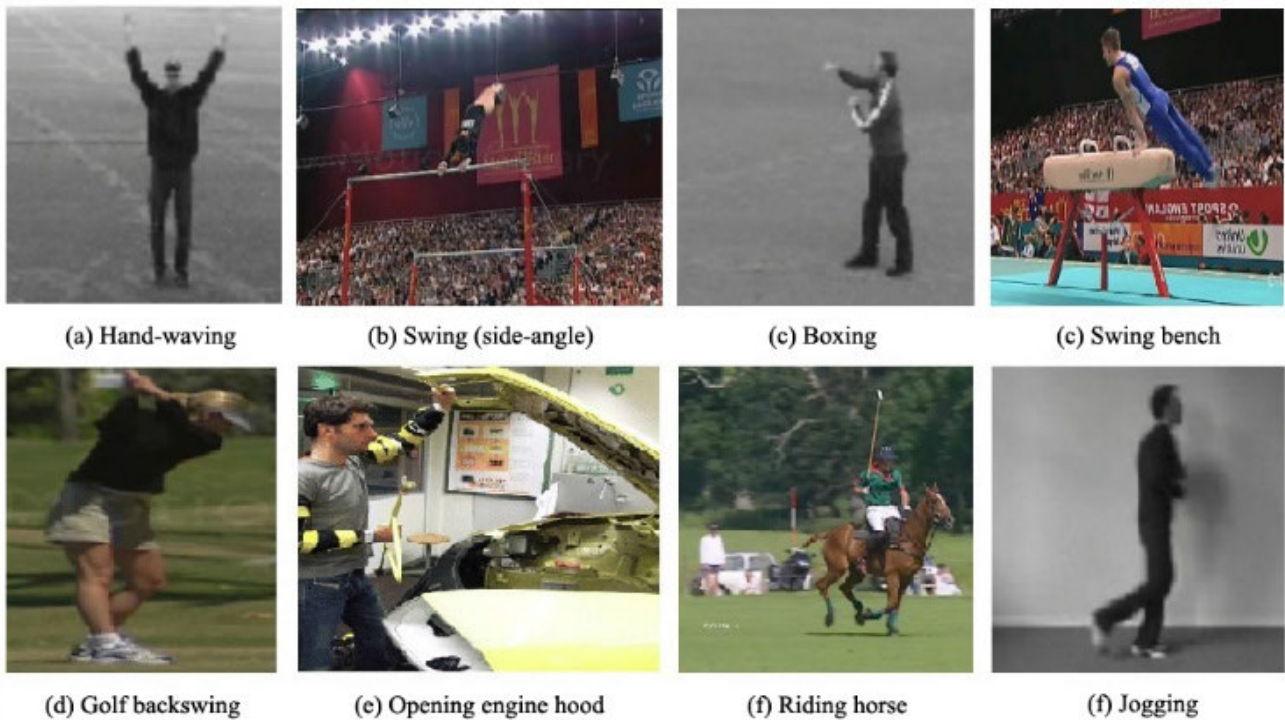 (a) Hand-waving
(b) Swing (side-angle)
(c) Boxing
(c) Swing bench
(d) Golf backswing
(e) Opening engine hood
(f) Riding horse
(f) Jogging